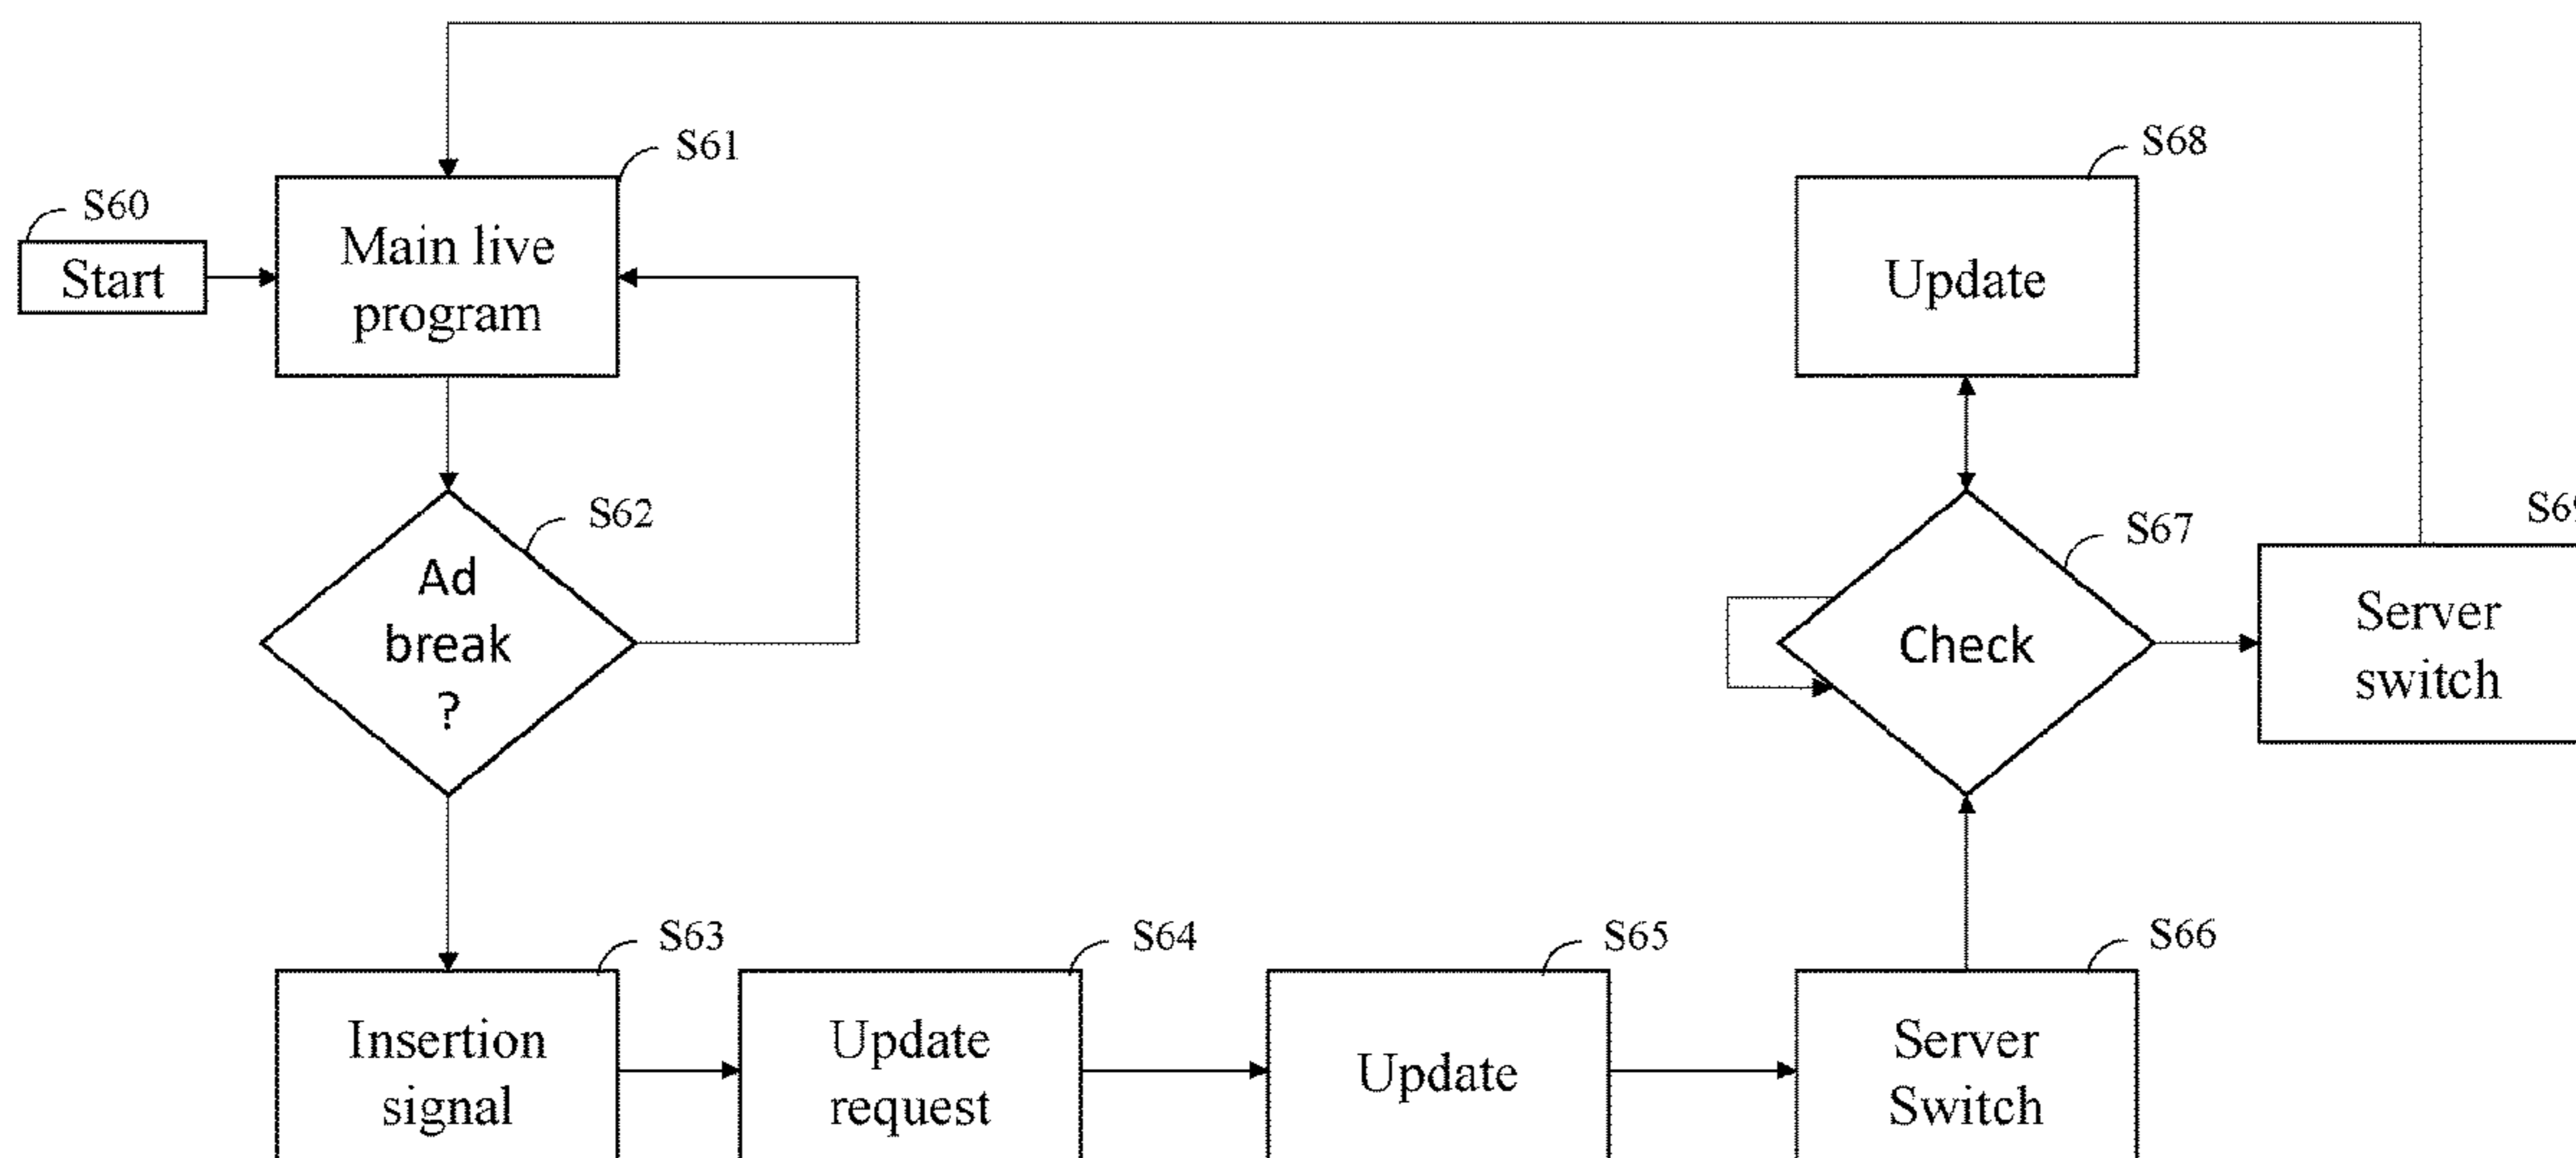 S61
S68
S60
Main live
program
Start
Update
S62
S67
Ad
break
?
Check
Server
switch
S63
S64
S65
S66
Insertion
signal
Update
request
Update
Server
Switch